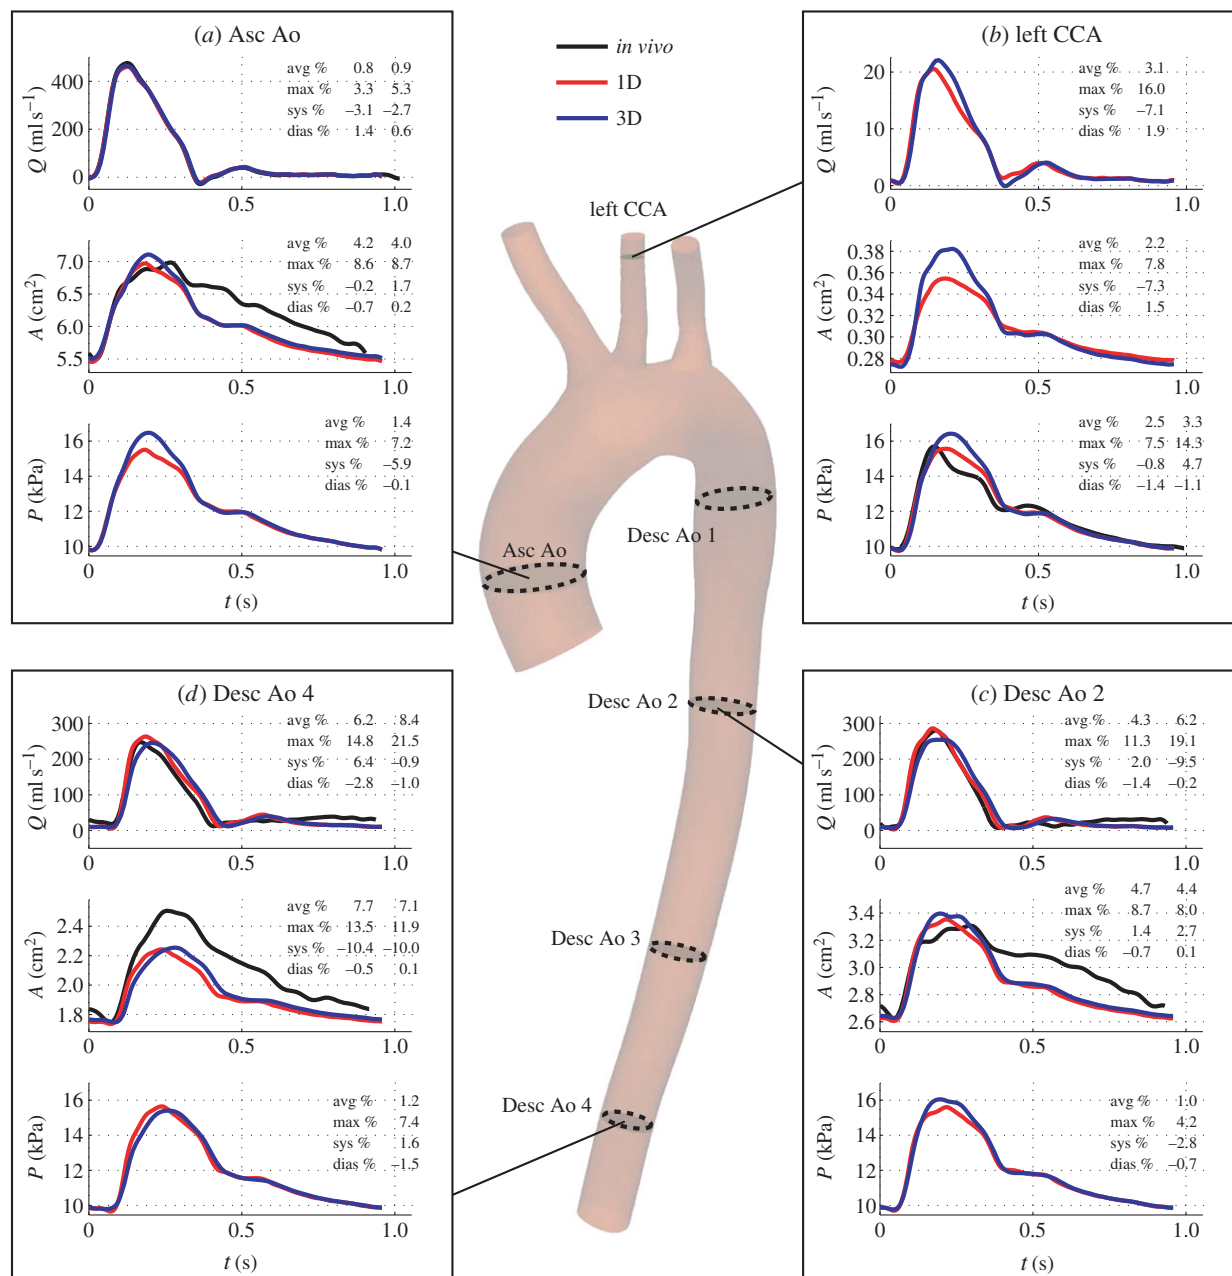 (a) Asc Ao
avg % 0.8 0.9
max % 3.3 5.3
sys % –3.1 –2.7
dias % 1.4 0.6
Q (ml s⁻¹)
400
200
0
0 0.5 1.0
avg % 4.2 4.0
max % 8.6 8.7
sys % –0.2 1.7
dias % –0.7 0.2
A (cm²)
7.0
6.5
6.0
5.5
0 0.5 1.0
avg % 1.4
max % 7.2
sys % –5.9
dias % –0.1
P (kPa)
16
14
12
10
0 0.5 1.0
t (s)
in vivo
1D
3D
(b) left CCA
avg % 3.1
max % 16.0
sys % –7.1
dias % 1.9
Q (ml s⁻¹)
20
10
0
0 0.5 1.0
avg % 2.2
max % 7.8
sys % –7.3
dias % 1.5
A (cm²)
0.38
0.36
0.34
0.32
0.30
0.28
0 0.5 1.0
avg % 2.5 3.3
max % 7.5 14.3
sys % –0.8 4.7
dias % –1.4 –1.1
P (kPa)
16
14
12
10
0 0.5 1.0
t (s)
left CCA
Desc Ao 1
Asc Ao
Desc Ao 2
Desc Ao 3
Desc Ao 4
(d) Desc Ao 4
avg % 6.2 8.4
max % 14.8 21.5
sys % 6.4 –0.9
dias % –2.8 –1.0
Q (ml s⁻¹)
300
200
100
0
0 0.5 1.0
avg % 7.7 7.1
max % 13.5 11.9
sys % –10.4 –10.0
dias % –0.5 0.1
A (cm²)
2.4
2.2
2.0
1.8
0 0.5 1.0
avg % 1.2
max % 7.4
sys % 1.6
dias % –1.5
P (kPa)
16
14
12
10
0 0.5 1.0
t (s)
(c) Desc Ao 2
avg % 4.3 6.2
max % 11.3 19.1
sys % 2.0 –9.5
dias % –1.4 –0.2
Q (ml s⁻¹)
300
200
100
0
0 0.5 1.0
avg % 4.7 4.4
max % 8.7 8.0
sys % 1.4 2.7
dias % –0.7 0.1
A (cm²)
3.4
3.2
3.0
2.8
2.6
0 0.5 1.0
avg % 1.0
max % 4.2
sys % –2.8
dias % –0.7
P (kPa)
16
14
12
10
0 0.5 1.0
t (s)